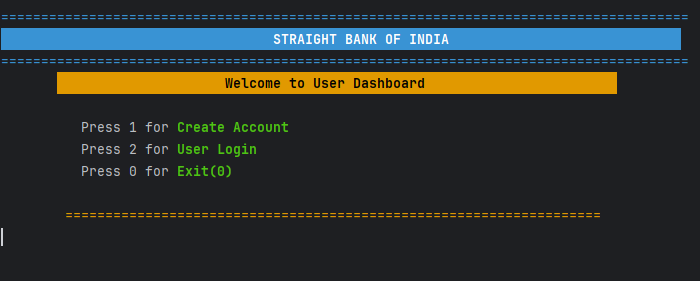 ======================================================================================
STRAIGHT BANK OF INDIA
======================================================================================
Welcome to User Dashboard
Press 1 for Create Account
Press 2 for User Login
Press 0 for Exit(0)
===================================================================